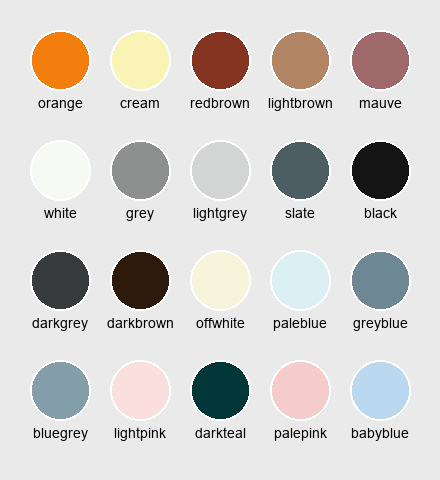 orange cream redbrown lightbrown mauve
white grey lightgrey slate black
darkgrey darkbrown offwhite paleblue greyblue
bluegrey lightpink darkteal palepink babyblue